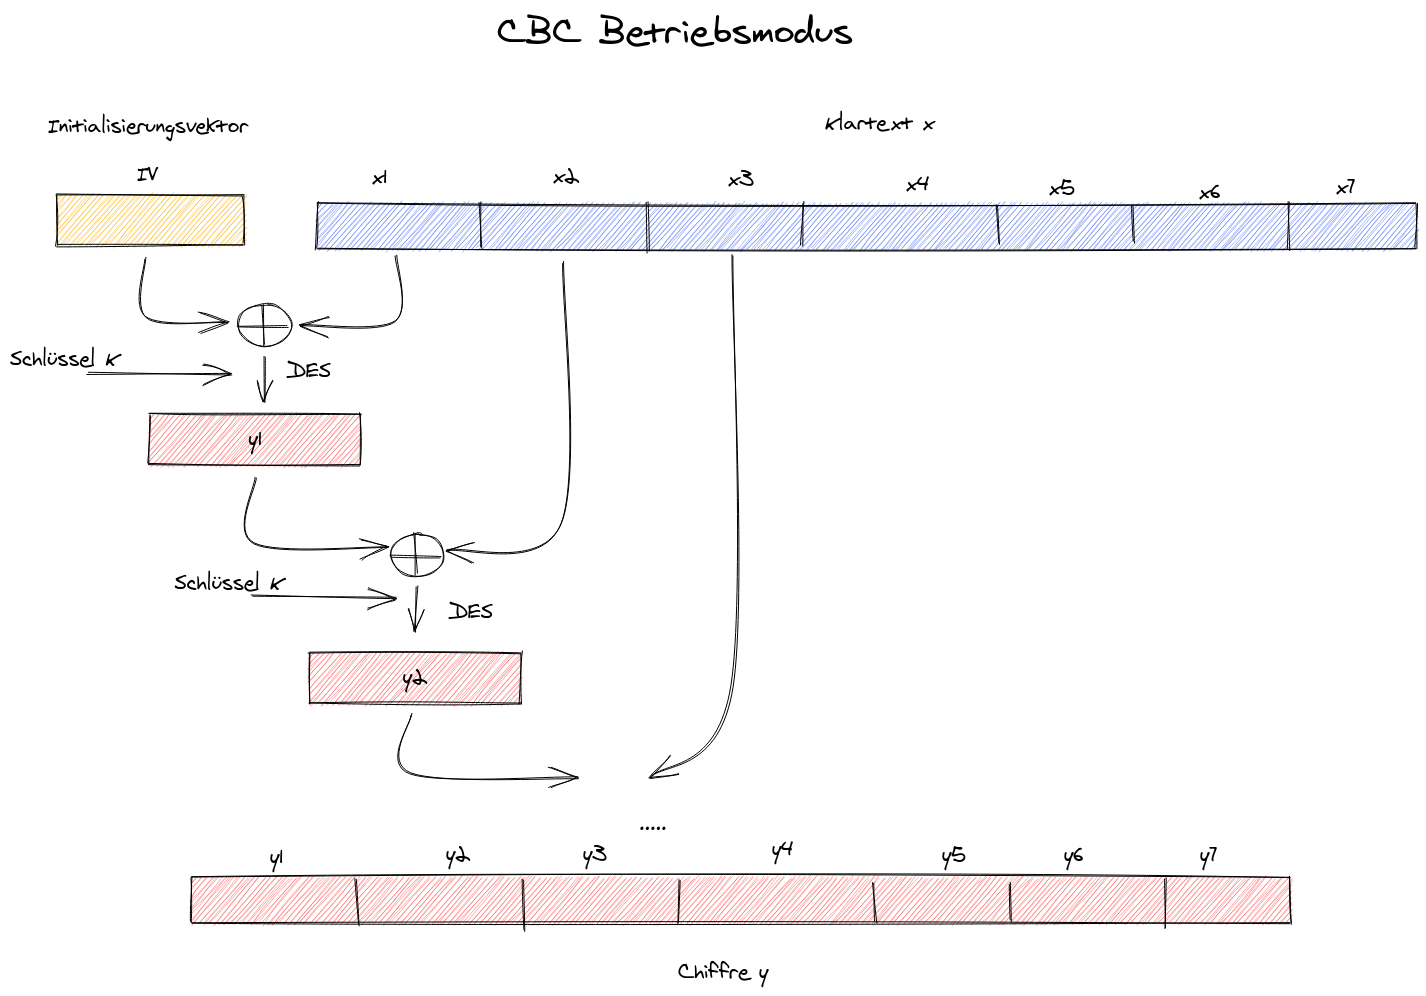 CBC Betriebsmodus
Initialisierungsvektor
Klartext x
IV
x1 x2 x3 x4 x5 x6 x7
Schlüssel K
DES
y1
Schlüssel K
DES
y2
.....
y1 y2 y3 y4 y5 y6 y7
Chiffre y